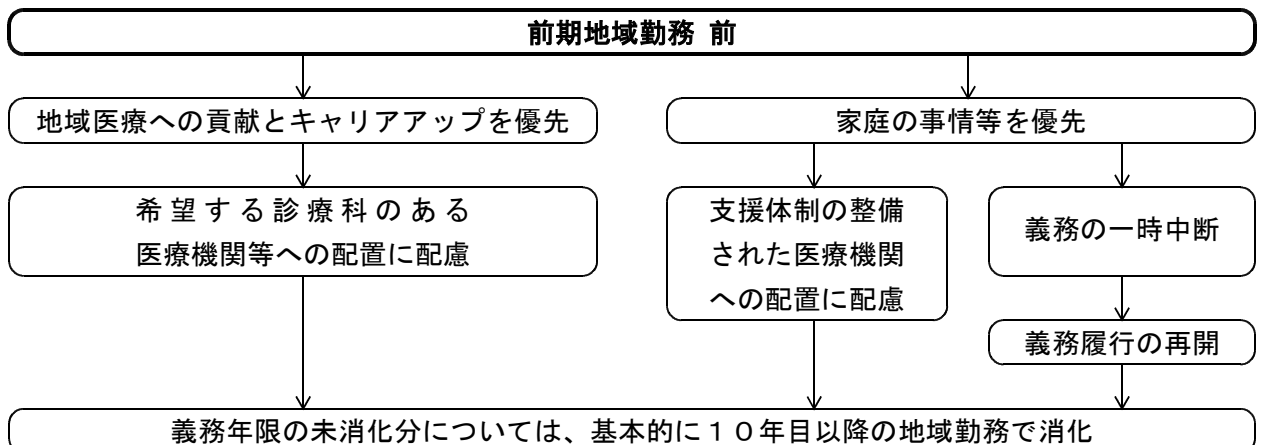 前期地域勤務 前
地域医療への貢献とキャリアアップを優先
家庭の事情等を優先
希望する診療科のある
医療機関等への配置に配慮
支援体制の整備
された医療機関
への配置に配慮
義務の一時中断
義務履行の再開
義務年限の未消化分については、基本的に１０年目以降の地域勤務で消化